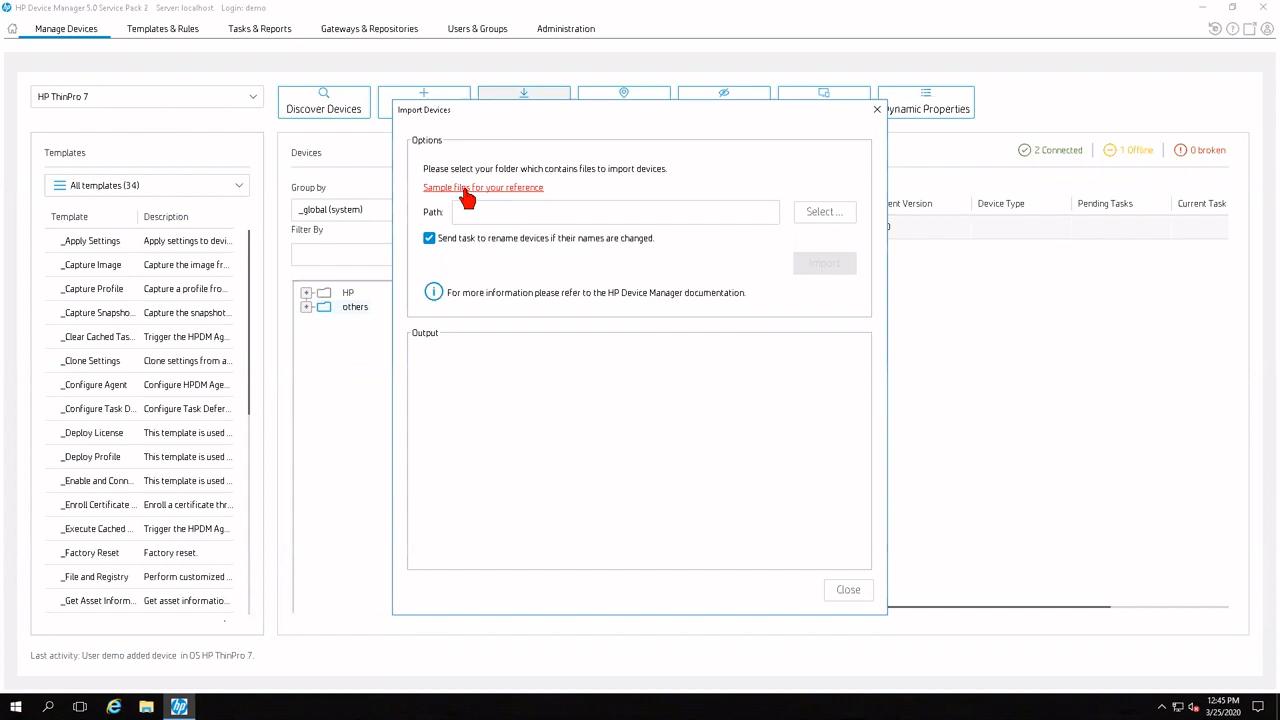 HP Device Manager 5.0 Service Pack 2 Server: localhost Login: demo
Manage Devices Templates & Rules Tasks & Reports Gateways & Repositories Users & Groups Administration
HP ThinPro 7
Discover Devices
Dynamic Properties
Templates
All templates (34)
Template Description
_Apply Settings Apply settings to devi...
_Capture Image Capture the image fr...
_Capture Profile Capture a profile fro...
_Capture Snapsho... Capture the snapshot...
_Clear Cached Tas... Trigger the HPDM Ag...
_Clone Settings Clone settings from a...
_Configure Agent Configure HPDM Age...
_Configure Task D... Configure Task Defer...
_Deploy License This template is used ...
_Deploy Profile This template is used ...
_Enable and Conn... This template is used ...
_Enroll Certificate ... Enroll a certificate thr...
_Execute Cached ... Trigger the HPDM Ag...
_Factory Reset Factory reset.
_File and Registry Perform customized ...
_Get Asset Inform... Get asset informatio...
Devices
Group by
_global (system)
Filter By
HP
others
2 Connected 1 Offline 0 broken
ent Version Device Type Pending Tasks Current Task
Import Devices
Options
Please select your folder which contains files to import devices.
Sample files for your reference
Path: Select ...
Send task to rename devices if their names are changed.
Import
For more information please refer to the HP Device Manager documentation.
Output
Close
Last activity: User demo added device in OS HP ThinPro 7.
12:45 PM
3/25/2020